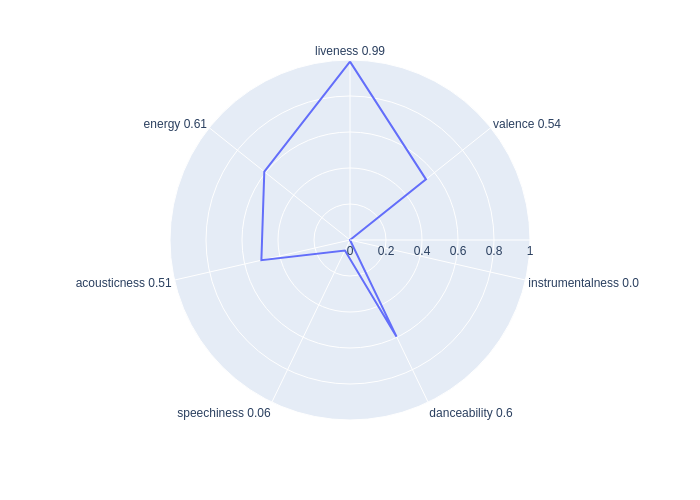 liveness 0.99
energy 0.61
valence 0.54
0 0.2 0.4 0.6 0.8 1
acousticness 0.51
instrumentalness 0.0
speechiness 0.06
danceability 0.6